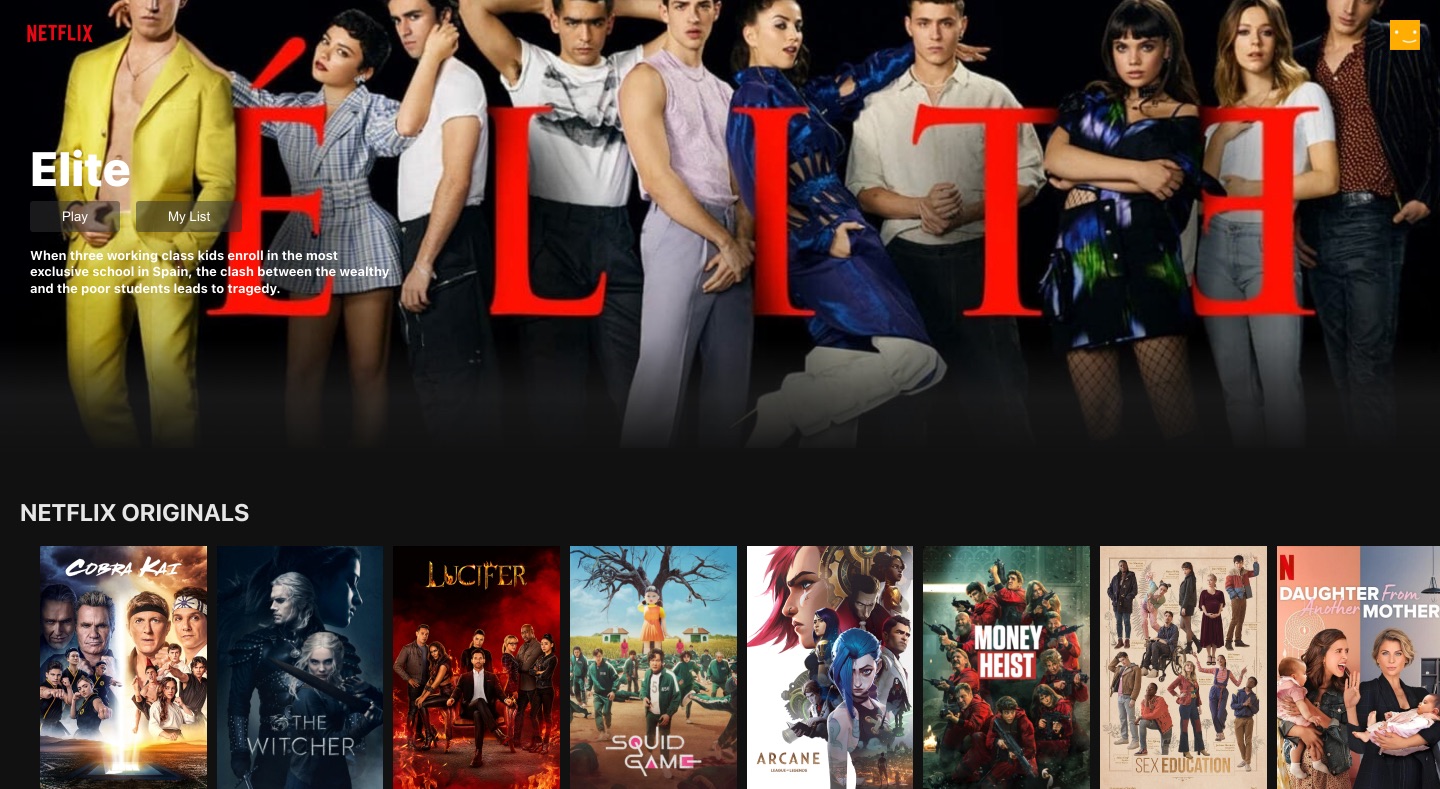 NETFLIX
ÉLITE
Elite
Play
My List
When three working class kids enroll in the most
exclusive school in Spain, the clash between the wealthy
and the poor students leads to tragedy.
NETFLIX ORIGINALS
COBRA KAI
THE
WITCHER
LUCIFER
SQUID
GAME
ARCANE
LEAGUE OF LEGENDS
MONEY
HEIST
SEX EDUCATION
N
DAUGHTER From
Another MOTHER